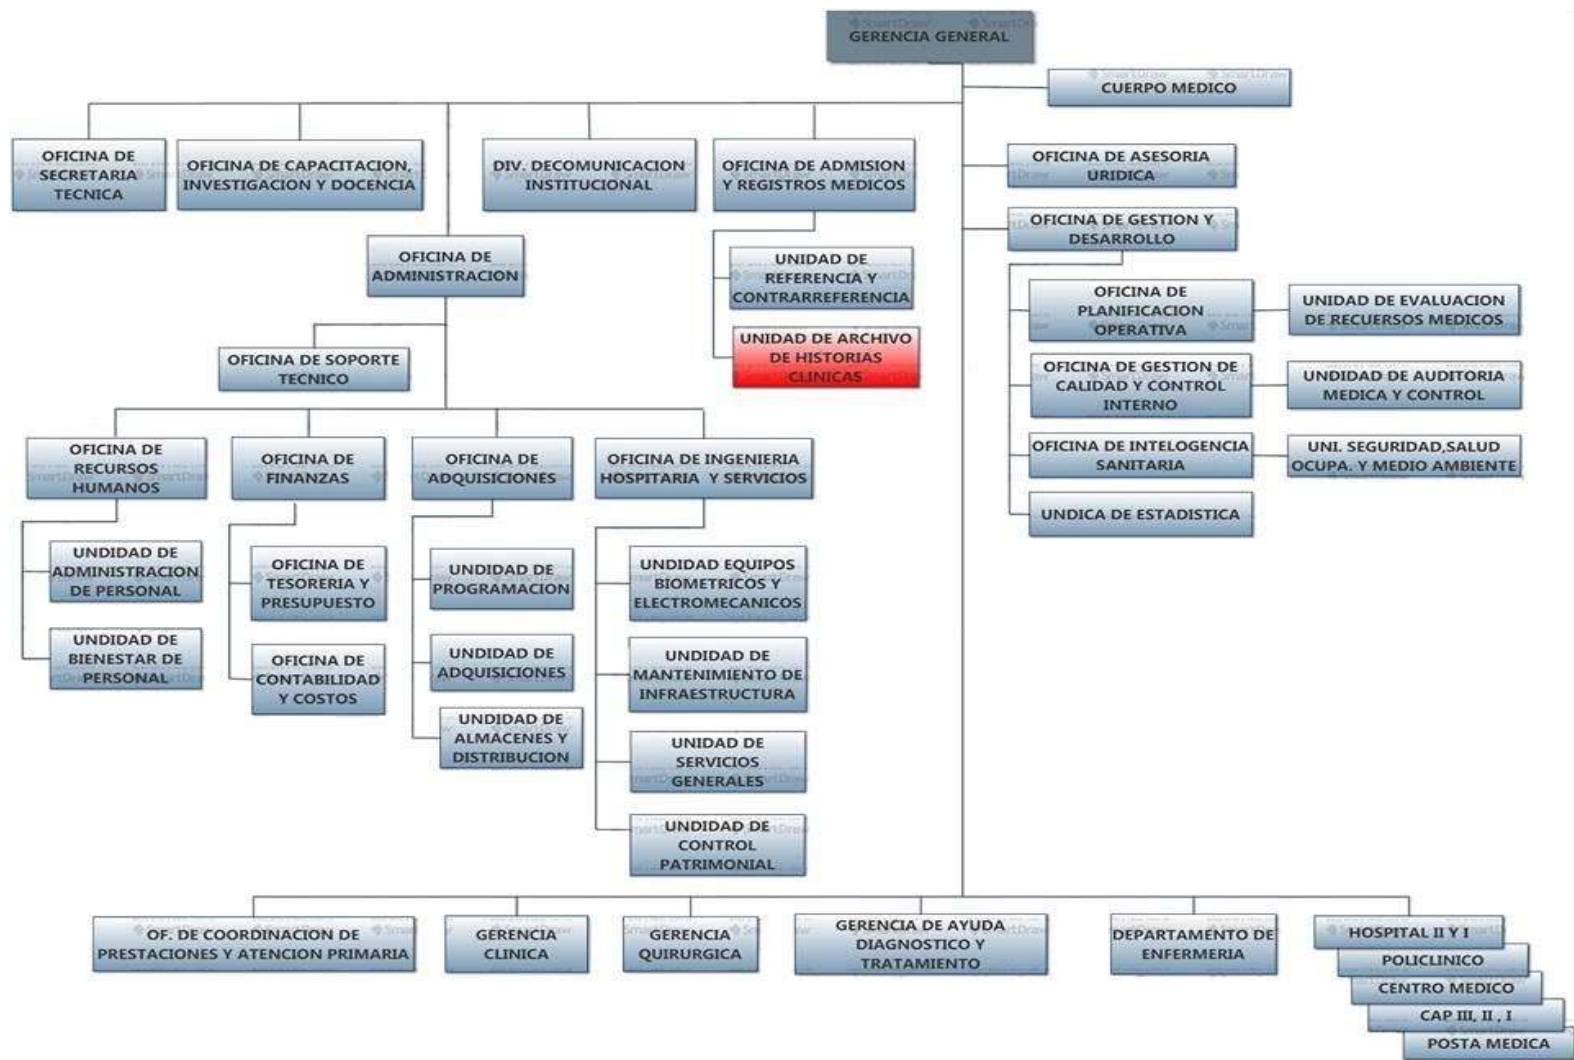 GERENCIA GENERAL
CUERPO MEDICO
OFICINA DE
SECRETARIA
TECNICA
OFICINA DE CAPACITACION,
INVESTIGACION Y DOCENCIA
DIV. DECOMUNICACION
INSTITUCIONAL
OFICINA DE ADMISION
Y REGISTROS MEDICOS
OFICINA DE ASESORIA
URIDICA
OFICINA DE GESTION Y
DESARROLLO
OFICINA DE
ADMINISTRACION
UNIDAD DE
REFERENCIA Y
CONTRARREFERENCIA
UNIDAD DE ARCHIVO
DE HISTORIAS
CLINICAS
OFICINA DE
PLANIFICACION
OPERATIVA
UNIDAD DE EVALUACION
DE RECUERSOS MEDICOS
OFICINA DE SOPORTE
TECNICO
OFICINA DE GESTION DE
CALIDAD Y CONTROL
INTERNO
UNDIDAD DE AUDITORIA
MEDICA Y CONTROL
OFICINA DE INTELOGENCIA
SANITARIA
UNI. SEGURIDAD,SALUD
OCUPA. Y MEDIO AMBIENTE
UNDICA DE ESTADISTICA
OFICINA DE
RECURSOS
HUMANOS
OFICINA DE
FINANZAS
OFICINA DE
ADQUISICIONES
OFICINA DE INGENIERIA
HOSPITARIA Y SERVICIOS
UNDIDAD DE
ADMINISTRACION
DE PERSONAL
UNDIDAD DE
BIENESTAR DE
PERSONAL
OFICINA DE
TESORERIA Y
PRESUPUESTO
OFICINA DE
CONTABILIDAD
Y COSTOS
UNDIDAD DE
PROGRAMACION
UNDIDAD DE
ADQUISICIONES
UNDIDAD DE
ALMACENES Y
DISTRIBUCION
UNDIDAD EQUIPOS
BIOMETRICOS Y
ELECTROMECANICOS
UNDIDAD DE
MANTENIMIENTO DE
INFRAESTRUCTURA
UNIDAD DE
SERVICIOS
GENERALES
UNDIDAD DE
CONTROL
PATRIMONIAL
OF. DE COORDINACION DE
PRESTACIONES Y ATENCION PRIMARIA
GERENCIA
CLINICA
GERENCIA
QUIRURGICA
GERENCIA DE AYUDA
DIAGNOSTICO Y
TRATAMIENTO
DEPARTAMENTO DE
ENFERMERIA
HOSPITAL II Y I
POLICLINICO
CENTRO MEDICO
CAP III, II , I
POSTA MEDICA